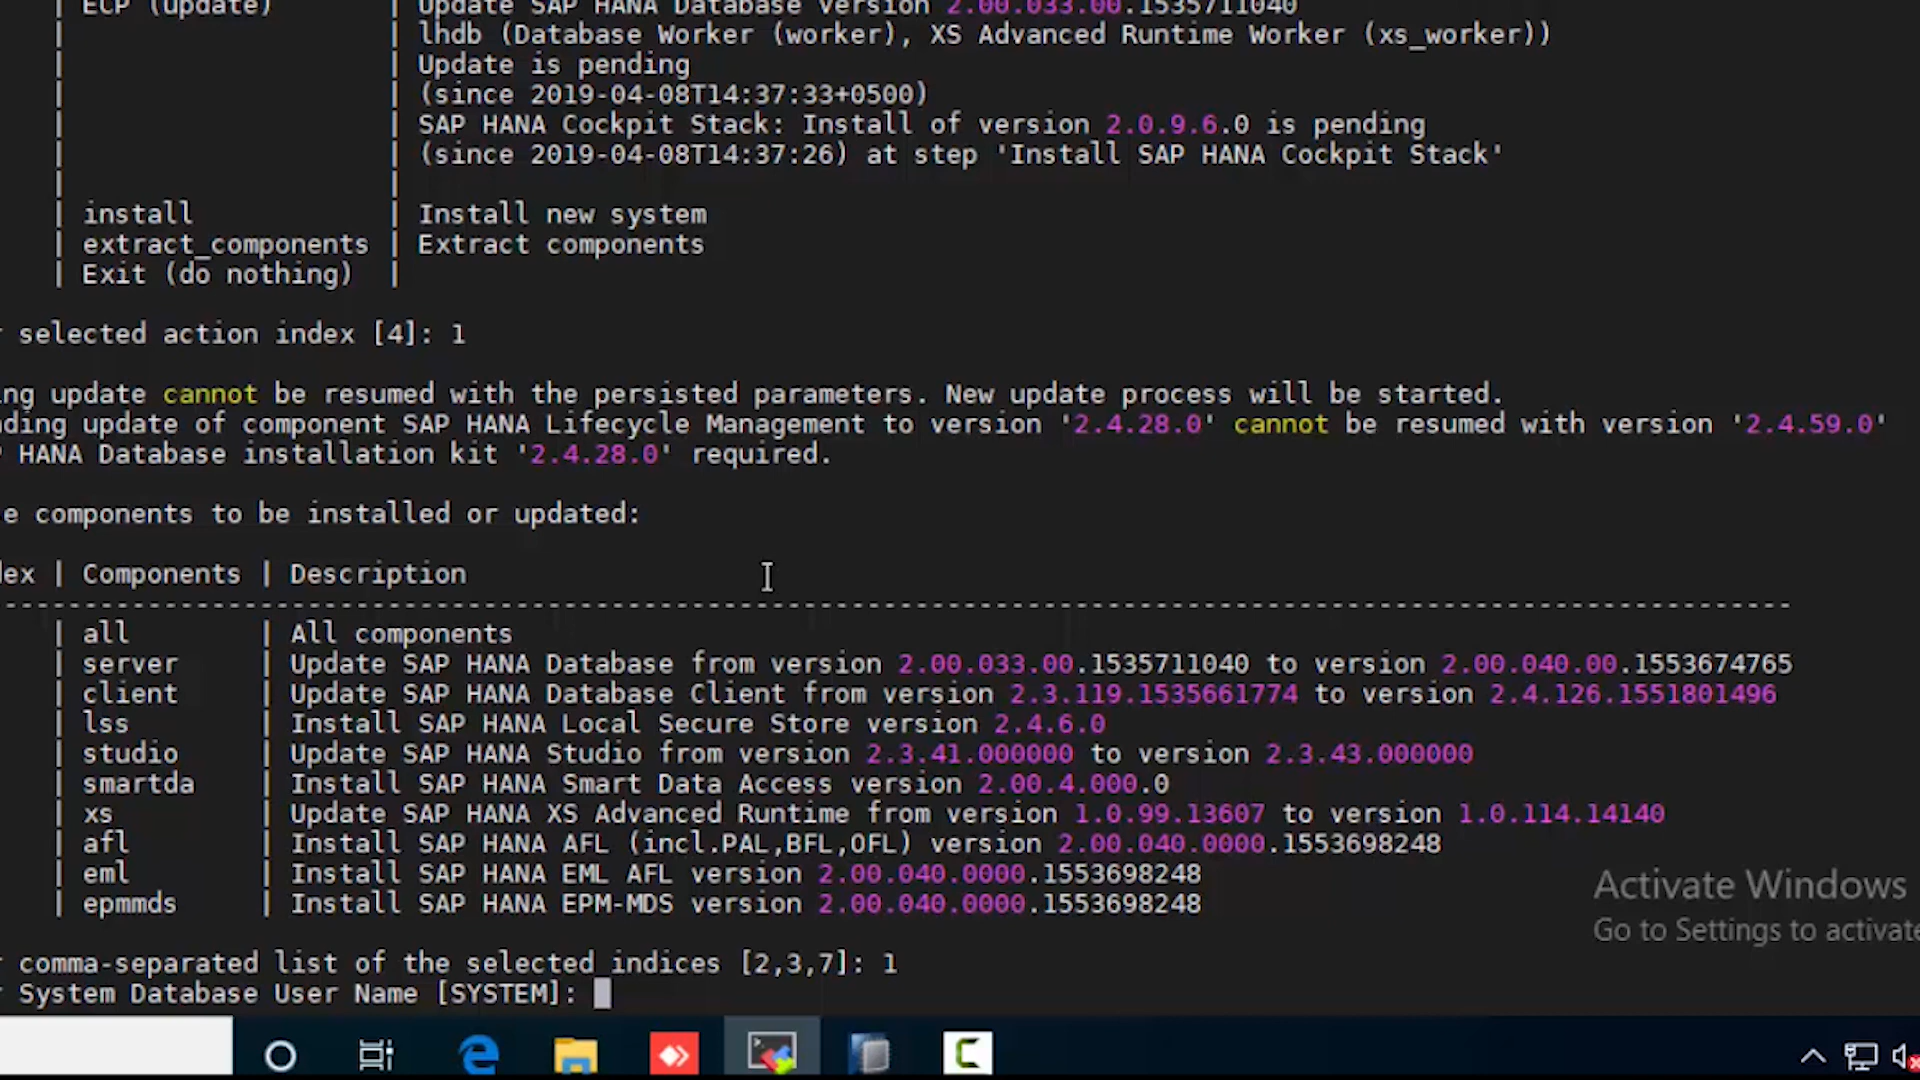 | ECP (update) | Update SAP HANA Database version 2.00.033.00.1535711040
| | lhdb (Database Worker (worker), XS Advanced Runtime Worker (xs_worker))
| | Update is pending
| | (since 2019-04-08T14:37:33+0500)
| | SAP HANA Cockpit Stack: Install of version 2.0.9.6.0 is pending
| | (since 2019-04-08T14:37:26) at step 'Install SAP HANA Cockpit Stack'
| |
| install | Install new system
| extract_components | Extract components
| Exit (do nothing) |
r selected action index [4]: 1
ng update cannot be resumed with the persisted parameters. New update process will be started.
ding update of component SAP HANA Lifecycle Management to version '2.4.28.0' cannot be resumed with version '2.4.59.0'
P HANA Database installation kit '2.4.28.0' required.
e components to be installed or updated:
dex | Components | Description
----------------------------------------------------------------------------------------------------------------
| all | All components
| server | Update SAP HANA Database from version 2.00.033.00.1535711040 to version 2.00.040.00.1553674765
| client | Update SAP HANA Database Client from version 2.3.119.1535661774 to version 2.4.126.1551801496
| lss | Install SAP HANA Local Secure Store version 2.4.6.0
| studio | Update SAP HANA Studio from version 2.3.41.000000 to version 2.3.43.000000
| smartda | Install SAP HANA Smart Data Access version 2.00.4.000.0
| xs | Update SAP HANA XS Advanced Runtime from version 1.0.99.13607 to version 1.0.114.14140
| afl | Install SAP HANA AFL (incl.PAL,BFL,OFL) version 2.00.040.0000.1553698248
| eml | Install SAP HANA EML AFL version 2.00.040.0000.1553698248
| epmmds | Install SAP HANA EPM-MDS version 2.00.040.0000.1553698248
r comma-separated list of the selected indices [2,3,7]: 1
r System Database User Name [SYSTEM]:
Activate Windows
Go to Settings to activate